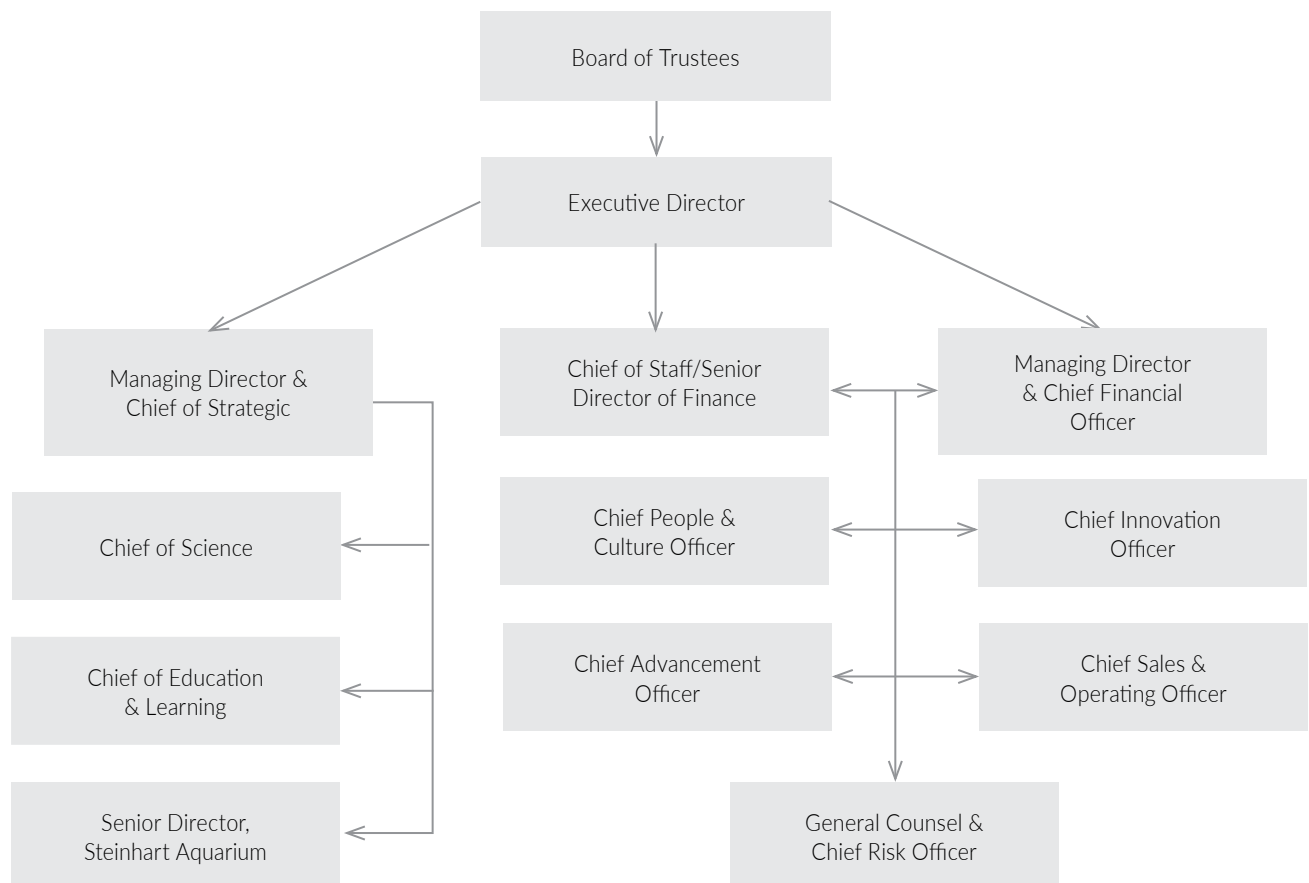 Board of Trustees
Executive Director
Managing Director &
Chief of Strategic
Chief of Staff/Senior
Director of Finance
Managing Director
& Chief Financial
Officer
Chief of Science
Chief People &
Culture Officer
Chief Innovation
Officer
Chief of Education
& Learning
Chief Advancement
Officer
Chief Sales &
Operating Officer
Senior Director,
Steinhart Aquarium
General Counsel &
Chief Risk Officer